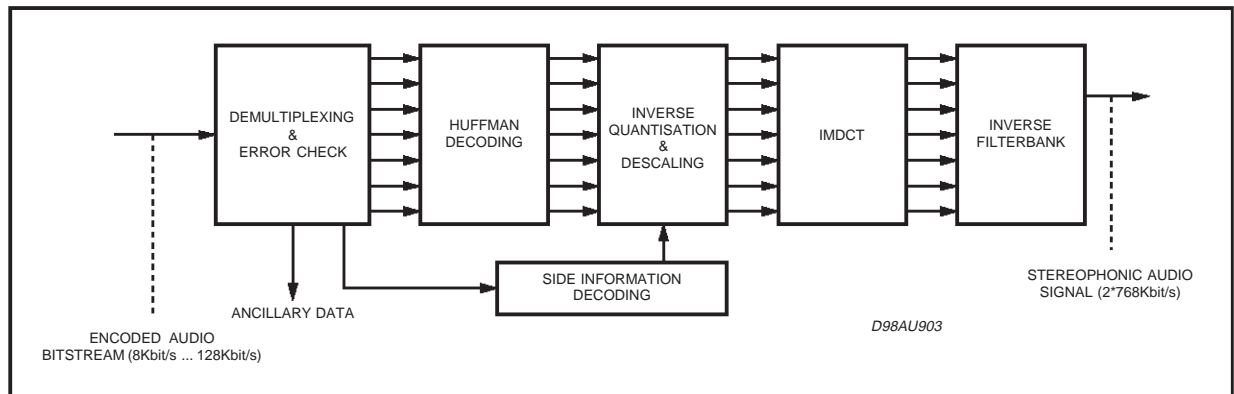 DEMULTIPLEXING
&
ERROR CHECK
HUFFMAN
DECODING
INVERSE
QUANTISATION
&
DESCALING
IMDCT
INVERSE
FILTERBANK
SIDE INFORMATION
DECODING
ANCILLARY DATA
ENCODED AUDIO
BITSTREAM (8Kbit/s ... 128Kbit/s)
STEREOPHONIC AUDIO
SIGNAL (2*768Kbit/s)
D98AU903